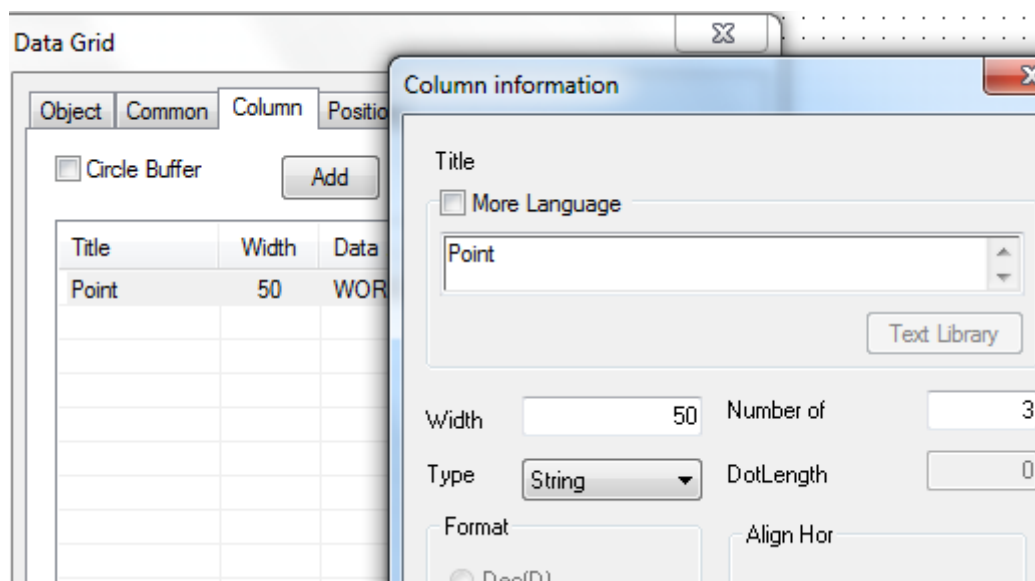 Data Grid
Object Common Column Positio
Circle Buffer Add
Title Width Data
Point 50 WOR
Column information
Title
More Language
Point
Text Library
Width 50 Number of 3
Type String DotLength 0
Format Align Hor
Dec(D)